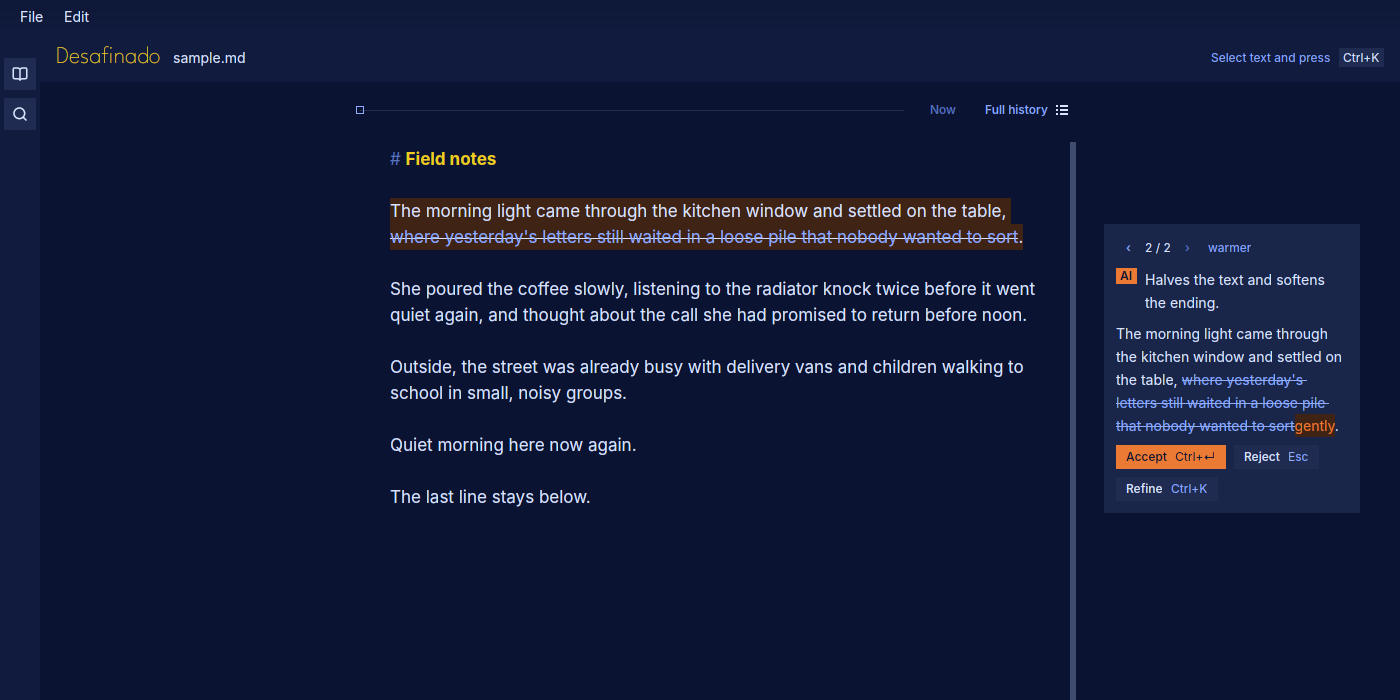 File Edit
Desafinado sample.md
Select text and press Ctrl+K
Now Full history
# Field notes
The morning light came through the kitchen window and settled on the table,
where yesterday's letters still waited in a loose pile that nobody wanted to sort.
She poured the coffee slowly, listening to the radiator knock twice before it went
quiet again, and thought about the call she had promised to return before noon.
Outside, the street was already busy with delivery vans and children walking to
school in small, noisy groups.
Quiet morning here now again.
The last line stays below.
‹ 2 / 2 › warmer
AI Halves the text and softens
the ending.
The morning light came through
the kitchen window and settled on
the table, where yesterday's
letters still waited in a loose pile
that nobody wanted to sortgently.
Accept Ctrl+↵ Reject Esc
Refine Ctrl+K